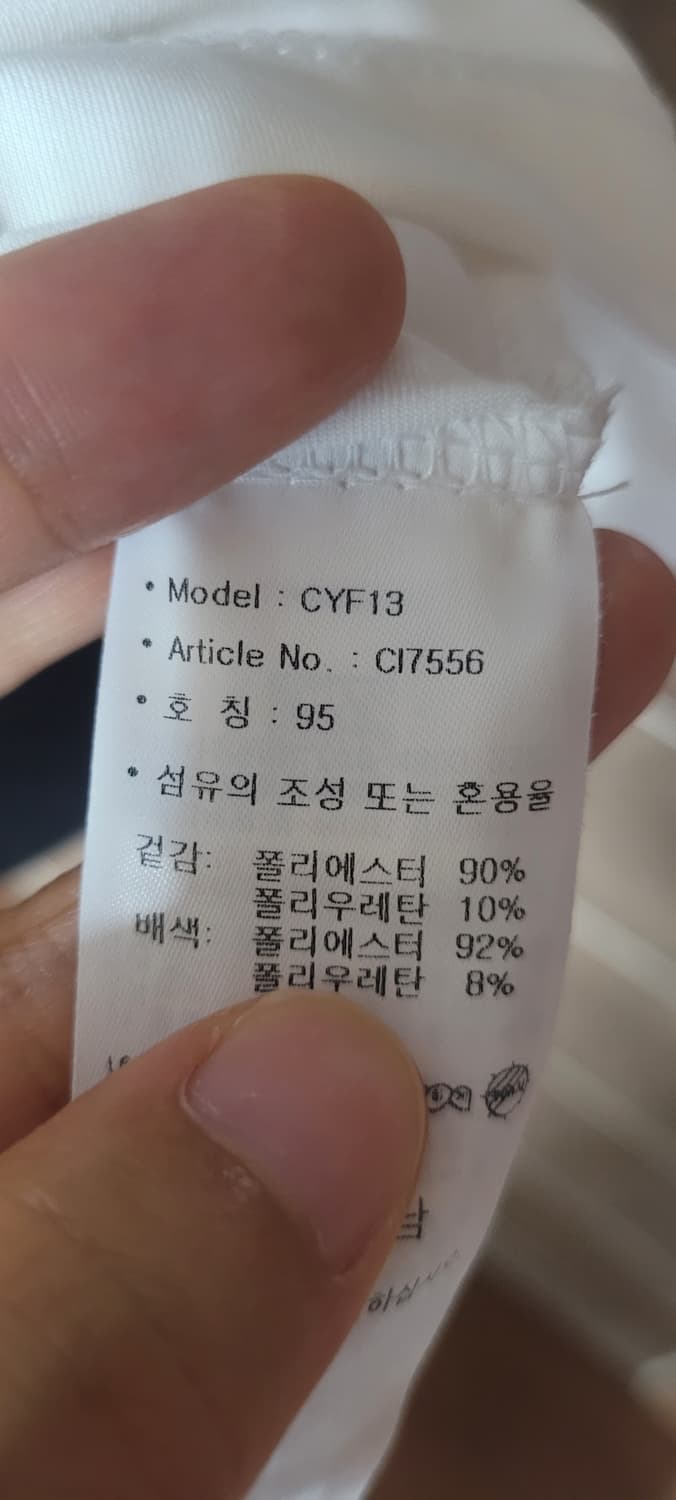 • Model : CYF13
• Article No. : CI7556
• 호 칭 : 95
• 섬유의 조성 또는 혼용율
겉감: 폴리에스터 90%
폴리우레탄 10%
배색: 폴리에스터 92%
폴리우레탄 8%